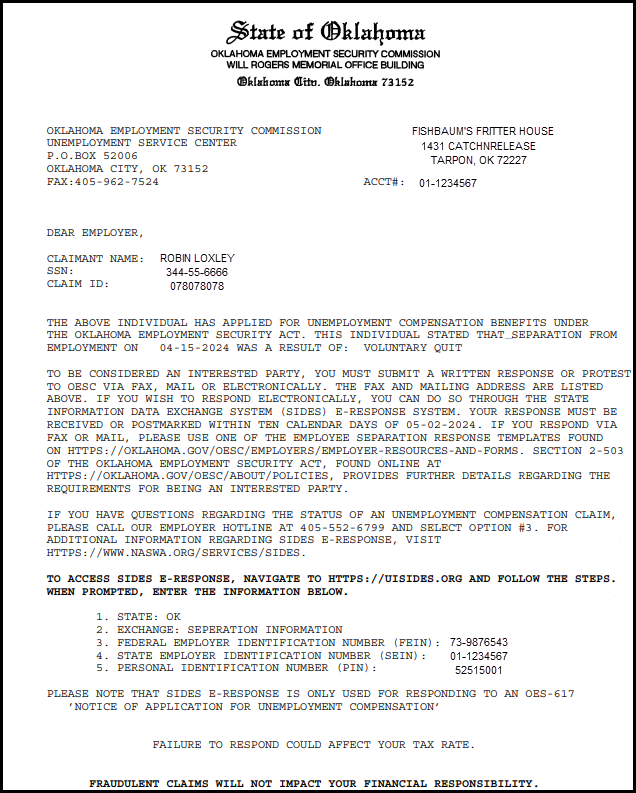 State of Oklahoma
OKLAHOMA EMPLOYMENT SECURITY COMMISSION
WILL ROGERS MEMORIAL OFFICE BUILDING
Oklahoma City, Oklahoma 73152
OKLAHOMA EMPLOYMENT SECURITY COMMISSION
UNEMPLOYMENT SERVICE CENTER
P.O.BOX 52006
OKLAHOMA CITY, OK 73152
FAX:405-962-7524
FISHBAUM'S FRITTER HOUSE
1431 CATCHNRELEASE
TARPON, OK 72227
ACCT#: 01-1234567
DEAR EMPLOYER,
CLAIMANT NAME: ROBIN LOXLEY
SSN: 344-55-6666
CLAIM ID: 078078078
THE ABOVE INDIVIDUAL HAS APPLIED FOR UNEMPLOYMENT COMPENSATION BENEFITS UNDER
THE OKLAHOMA EMPLOYMENT SECURITY ACT. THIS INDIVIDUAL STATED THAT_SEPARATION FROM
EMPLOYMENT ON 04-15-2024 WAS A RESULT OF: VOLUNTARY QUIT
TO BE CONSIDERED AN INTERESTED PARTY, YOU MUST SUBMIT A WRITTEN RESPONSE OR PROTEST
TO OESC VIA FAX, MAIL OR ELECTRONICALLY. THE FAX AND MAILING ADDRESS ARE LISTED
ABOVE. IF YOU WISH TO RESPOND ELECTRONICALLY, YOU CAN DO SO THROUGH THE STATE
INFORMATION DATA EXCHANGE SYSTEM (SIDES) E-RESPONSE SYSTEM. YOUR RESPONSE MUST BE
RECEIVED OR POSTMARKED WITHIN TEN CALENDAR DAYS OF 05-02-2024. IF YOU RESPOND VIA
FAX OR MAIL, PLEASE USE ONE OF THE EMPLOYEE SEPARATION RESPONSE TEMPLATES FOUND
ON HTTPS://OKLAHOMA.GOV/OESC/EMPLOYERS/EMPLOYER-RESOURCES-AND-FORMS. SECTION 2-503
OF THE OKLAHOMA EMPLOYMENT SECURITY ACT, FOUND ONLINE AT
HTTPS://OKLAHOMA.GOV/OESC/ABOUT/POLICIES, PROVIDES FURTHER DETAILS REGARDING THE
REQUIREMENTS FOR BEING AN INTERESTED PARTY.
IF YOU HAVE QUESTIONS REGARDING THE STATUS OF AN UNEMPLOYMENT COMPENSATION CLAIM,
PLEASE CALL OUR EMPLOYER HOTLINE AT 405-552-6799 AND SELECT OPTION #3. FOR
ADDITIONAL INFORMATION REGARDING SIDES E-RESPONSE, VISIT
HTTPS://WWW.NASWA.ORG/SERVICES/SIDES.
TO ACCESS SIDES E-RESPONSE, NAVIGATE TO HTTPS://UISIDES.ORG AND FOLLOW THE STEPS.
WHEN PROMPTED, ENTER THE INFORMATION BELOW.
1. STATE: OK
2. EXCHANGE: SEPERATION INFORMATION
3. FEDERAL EMPLOYER IDENTIFICATION NUMBER (FEIN): 73-9876543
4. STATE EMPLOYER IDENTIFICATION NUMBER (SEIN): 01-1234567
5. PERSONAL IDENTIFICATION NUMBER (PIN): 52515001
PLEASE NOTE THAT SIDES E-RESPONSE IS ONLY USED FOR RESPONDING TO AN OES-617
‘NOTICE OF APPLICATION FOR UNEMPLOYMENT COMPENSATION’
FAILURE TO RESPOND COULD AFFECT YOUR TAX RATE.
FRAUDULENT CLAIMS WILL NOT IMPACT YOUR FINANCIAL RESPONSIBILITY.